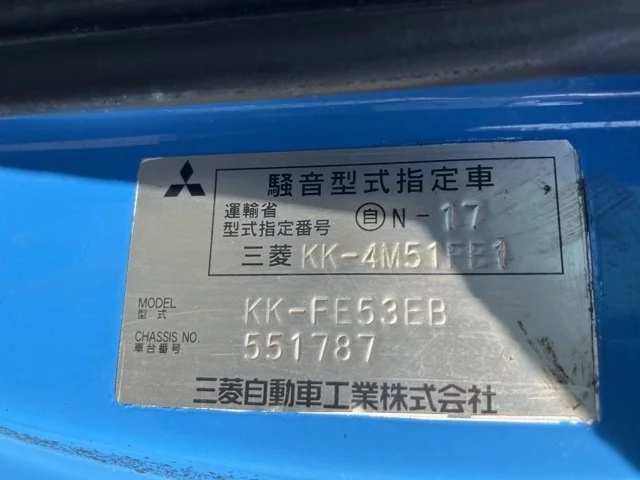 騒音型式指定車
運輸省
型式指定番号 自 N-17
三菱 KK-4M51FE1
MODEL
型式 KK-FE53EB
CHASSIS NO.
車台番号 551787
三菱自動車工業株式会社